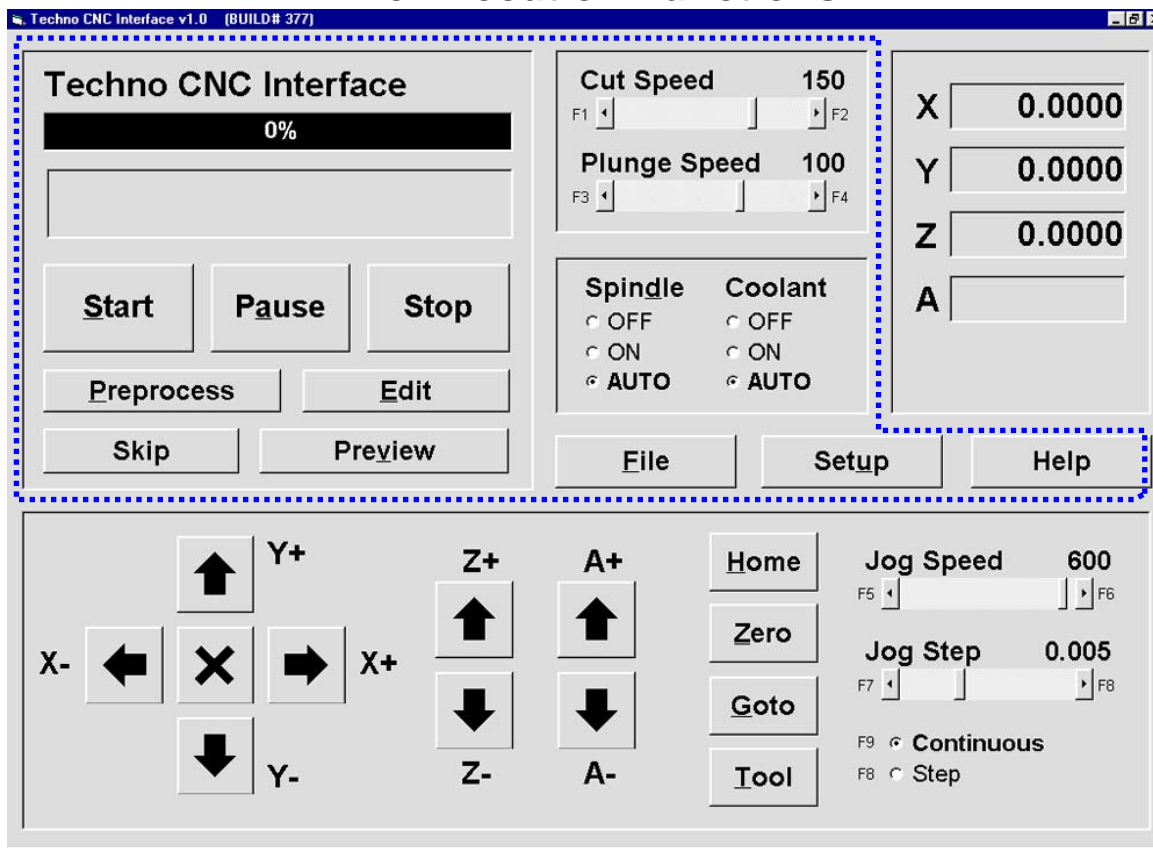 Techno CNC Interface v1.0 (BUILD# 377)
Techno CNC Interface
0%
Start Pause Stop
Preprocess Edit
Skip Preview
Cut Speed 150
F1 F2
Plunge Speed 100
F3 F4
Spindle Coolant
OFF OFF
ON ON
AUTO AUTO
File Setup Help
X 0.0000
Y 0.0000
Z 0.0000
A
Y+
X- X+
Y-
Z+ A+
Z- A-
Home
Zero
Goto
Tool
Jog Speed 600
F5 F6
Jog Step 0.005
F7 F8
F9 Continuous
F8 Step